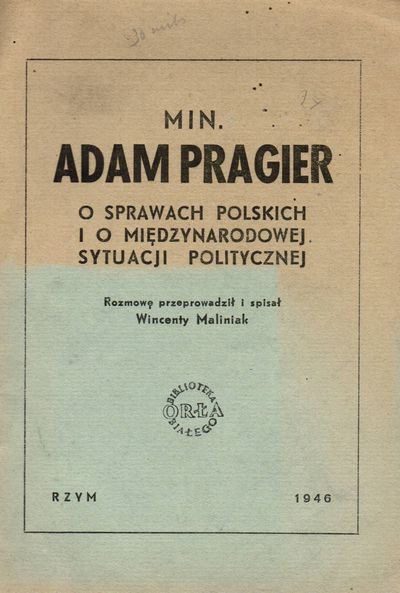 MIN.
ADAM PRAGIER
O SPRAWACH POLSKICH
I O MIĘDZYNARODOWEJ
SYTUACJI POLITYCZNEJ
Rozmowę przeprowadził i spisał
Wincenty Maliniak
BIBLIOTEKA
ORŁA
BIAŁEGO
RZYM 1946